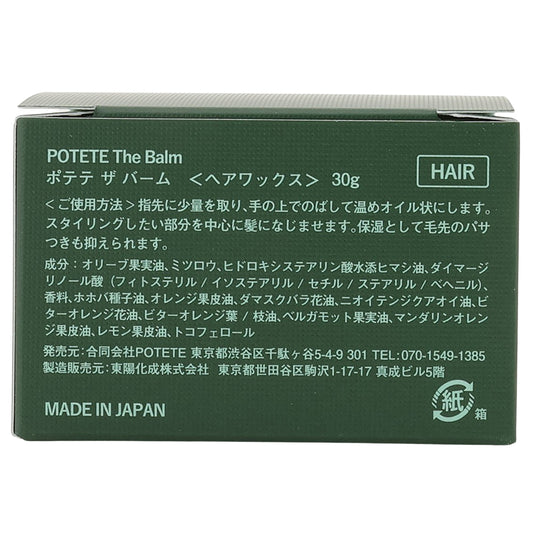 POTETE The Balm
HAIR
ポテテ ザ バーム <ヘアワックス> 30g
<ご使用方法>指先に少量を取り、手の上でのばして温めオイル状にします。
スタイリングしたい部分を中心に髪になじませます。保湿として毛先のパサ
つきも抑えられます。
成分：オリーブ果実油、ミツロウ、ヒドロキシステアリン酸水添ヒマシ油、ダイマージ
リノール酸（フィトステリル / イソステアリル / セチル / ステアリル / ベヘニル）、
香料、ホホバ種子油、オレンジ果皮油、ダマスクバラ花油、ニオイテンジクアオイ油、ビ
ターオレンジ花油、ビターオレンジ葉 / 枝油、ベルガモット果実油、マンダリンオレン
ジ果皮油、レモン果皮油、トコフェロール
発売元：合同会社POTETE 東京都渋谷区千駄ヶ谷5-4-9 301 TEL:070-1549-1385
製造販売元：東陽化成株式会社 東京都世田谷区駒沢1-17-17 真成ビル5階
MADE IN JAPAN
紙
箱